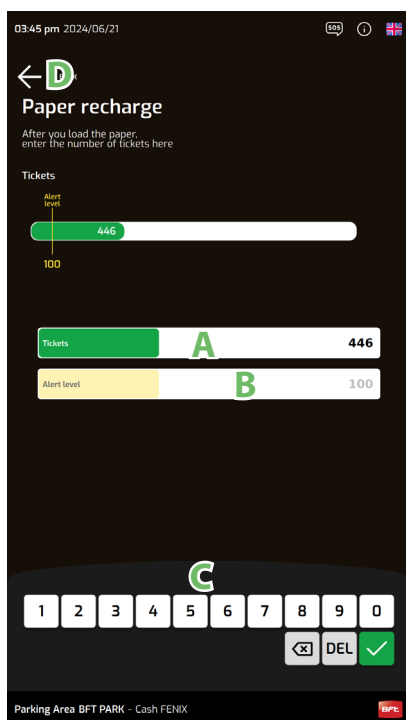 03:45 pm 2024/06/21
SOS
i
D
Paper recharge
After you load the paper,
enter the number of tickets here
Tickets
Alert
level
446
100
Tickets A 446
Alert level B 100
C
1 2 3 4 5 6 7 8 9 0
DEL
Parking Area BFT PARK - Cash FENIX
BFT